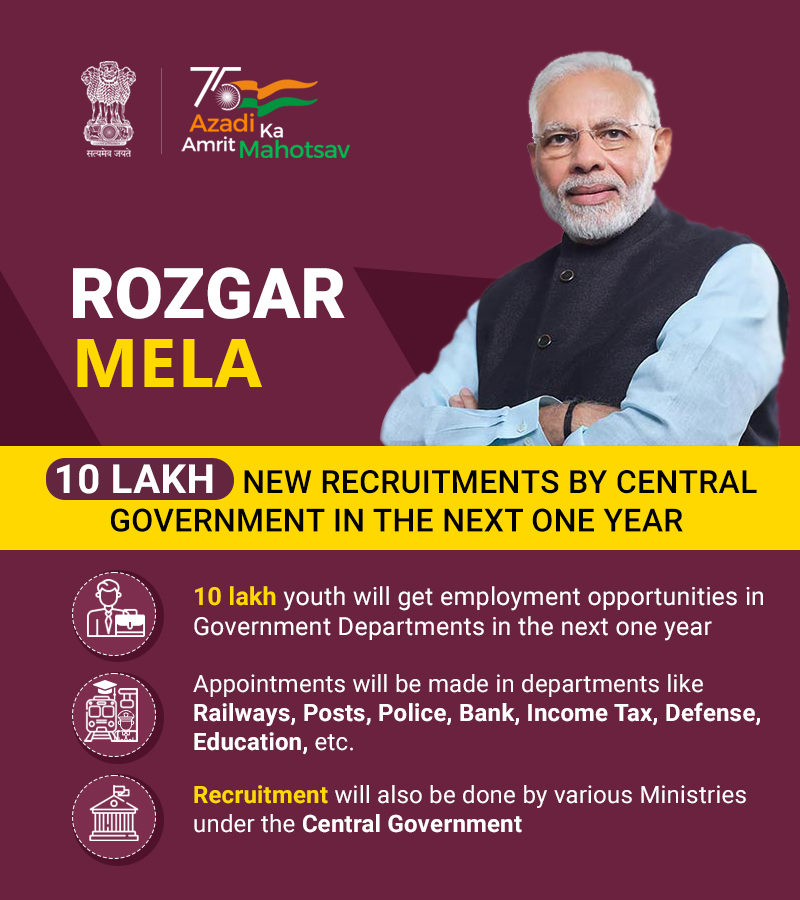 सत्यमेव जयते
75
Azadi Ka
Amrit Mahotsav
ROZGAR
MELA
10 LAKH NEW RECRUITMENTS BY CENTRAL
GOVERNMENT IN THE NEXT ONE YEAR
10 lakh youth will get employment opportunities in
Government Departments in the next one year
Appointments will be made in departments like
Railways, Posts, Police, Bank, Income Tax, Defense,
Education, etc.
Recruitment will also be done by various Ministries
under the Central Government